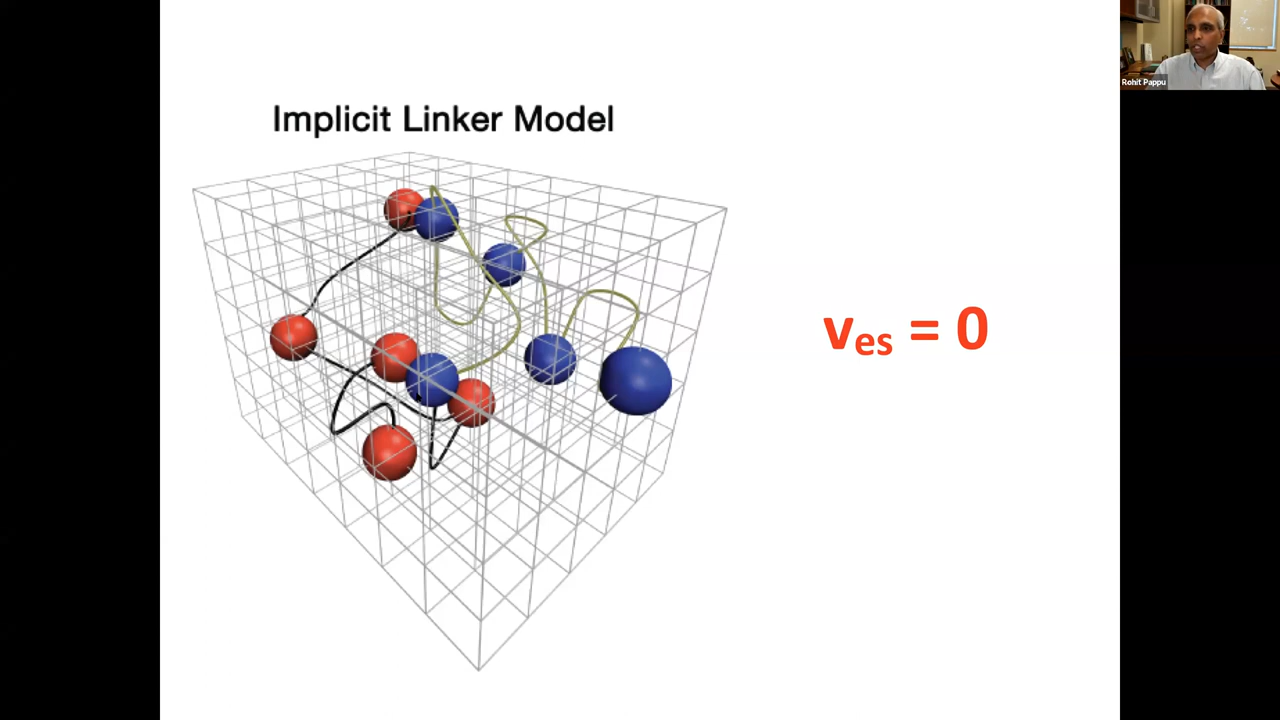 Rohit Pappu
Implicit Linker Model
v_es = 0